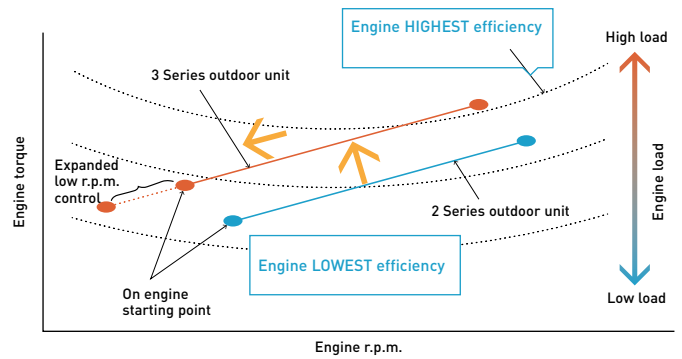 Engine HIGHEST efficiency
High load
3 Series outdoor unit
Expanded
low r.p.m.
control
Engine torque
Engine load
2 Series outdoor unit
Engine LOWEST efficiency
On engine
starting point
Low load
Engine r.p.m.